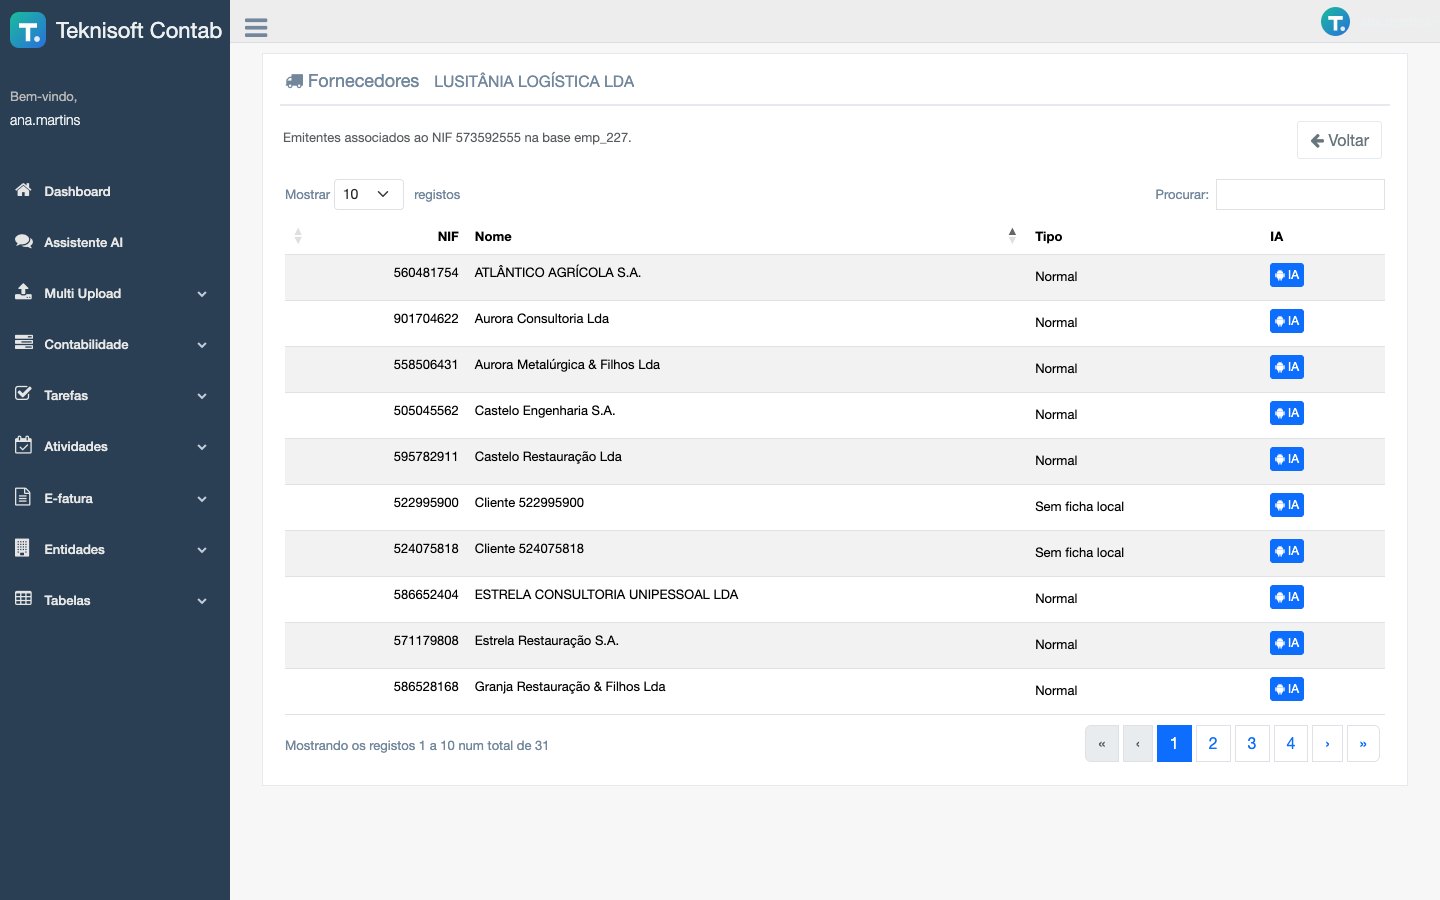 T. Teknisoft Contab
T.
Bem-vindo,
ana.martins
Dashboard
Assistente AI
Multi Upload
Contabilidade
Tarefas
Atividades
E-fatura
Entidades
Tabelas
Fornecedores LUSITÂNIA LOGÍSTICA LDA
Emitentes associados ao NIF 573592555 na base emp_227.
Voltar
Mostrar 10 registos
Procurar:
NIF Nome Tipo IA
560481754 ATLÂNTICO AGRÍCOLA S.A. Normal IA
901704622 Aurora Consultoria Lda Normal IA
558506431 Aurora Metalúrgica & Filhos Lda Normal IA
505045562 Castelo Engenharia S.A. Normal IA
595782911 Castelo Restauração Lda Normal IA
522995900 Cliente 522995900 Sem ficha local IA
524075818 Cliente 524075818 Sem ficha local IA
586652404 ESTRELA CONSULTORIA UNIPESSOAL LDA Normal IA
571179808 Estrela Restauração S.A. Normal IA
586528168 Granja Restauração & Filhos Lda Normal IA
Mostrando os registos 1 a 10 num total de 31
« ‹ 1 2 3 4 › »